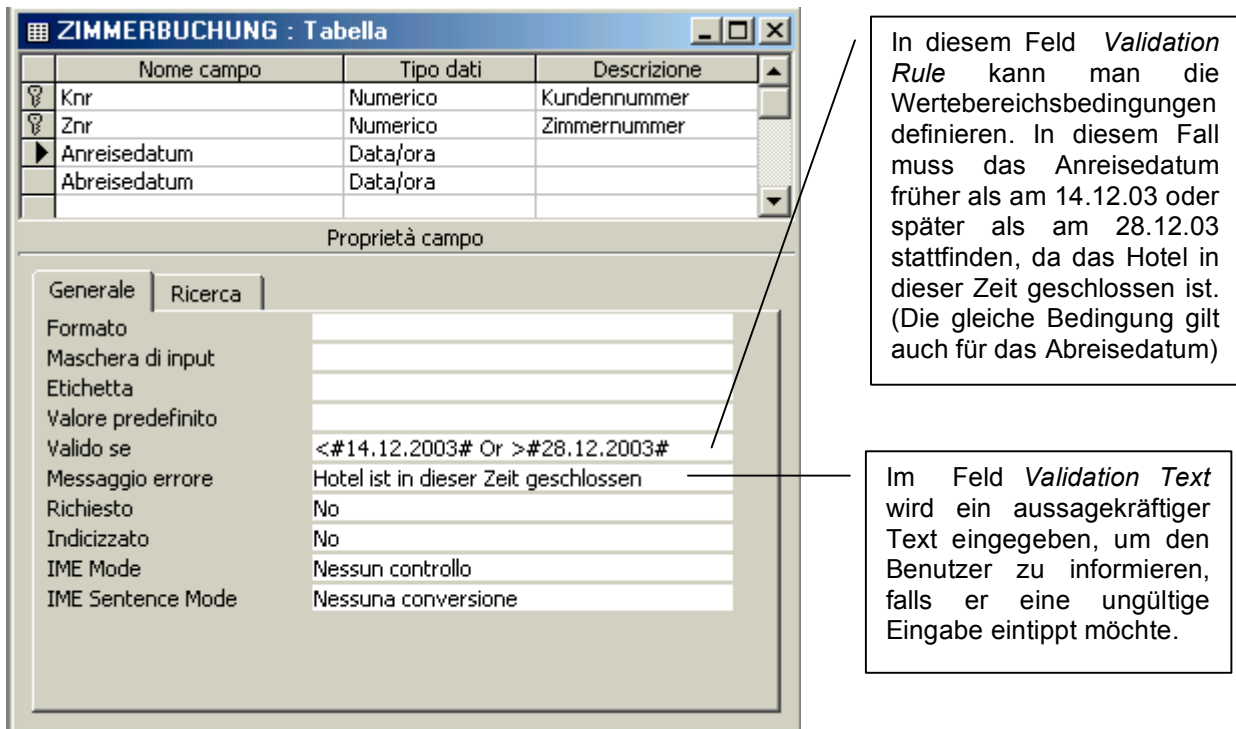 ZIMMERBUCHUNG : Tabella
Nome campo Tipo dati Descrizione
Knr Numerico Kundennummer
Znr Numerico Zimmernummer
Anreisedatum Data/ora
Abreisedatum Data/ora
Proprietà campo
Generale Ricerca
Formato
Maschera di input
Etichetta
Valore predefinito
Valido se <#14.12.2003# Or >#28.12.2003#
Messaggio errore Hotel ist in dieser Zeit geschlossen
Richiesto No
Indicizzato No
IME Mode Nessun controllo
IME Sentence Mode Nessuna conversione
In diesem Feld Validation
Rule kann man die
Wertebereichsbedingungen
definieren. In diesem Fall
muss das Anreisedatum
früher als am 14.12.03 oder
später als am 28.12.03
stattfinden, da das Hotel in
dieser Zeit geschlossen ist.
(Die gleiche Bedingung gilt
auch für das Abreisedatum)
Im Feld Validation Text
wird ein aussagekräftiger
Text eingegeben, um den
Benutzer zu informieren,
falls er eine ungültige
Eingabe eintippt möchte.